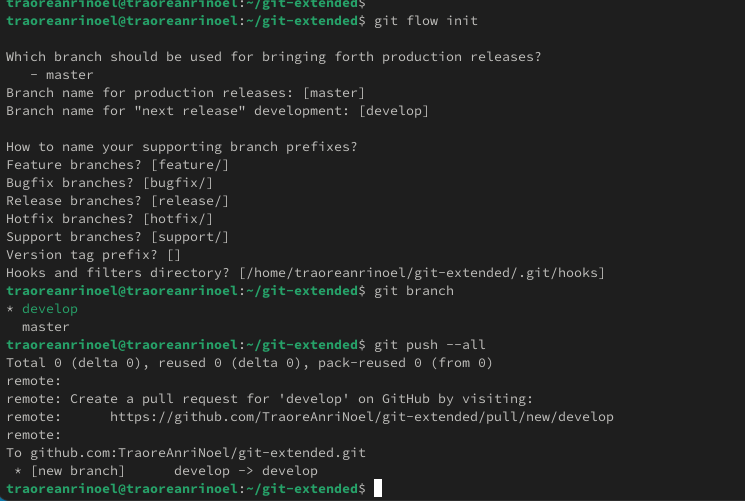 traoreanrinoel@traoreanrinoel:~/git-extended$
traoreanrinoel@traoreanrinoel:~/git-extended$ git flow init

Which branch should be used for bringing forth production releases?
   - master
Branch name for production releases: [master]
Branch name for "next release" development: [develop]

How to name your supporting branch prefixes?
Feature branches? [feature/]
Bugfix branches? [bugfix/]
Release branches? [release/]
Hotfix branches? [hotfix/]
Support branches? [support/]
Version tag prefix? []
Hooks and filters directory? [/home/traoreanrinoel/git-extended/.git/hooks]
traoreanrinoel@traoreanrinoel:~/git-extended$ git branch
* develop
  master
traoreanrinoel@traoreanrinoel:~/git-extended$ git push --all
Total 0 (delta 0), reused 0 (delta 0), pack-reused 0 (from 0)
remote:
remote: Create a pull request for 'develop' on GitHub by visiting:
remote:      https://github.com/TraoreAnriNoel/git-extended/pull/new/develop
remote:
To github.com:TraoreAnriNoel/git-extended.git
 * [new branch]      develop -> develop
traoreanrinoel@traoreanrinoel:~/git-extended$